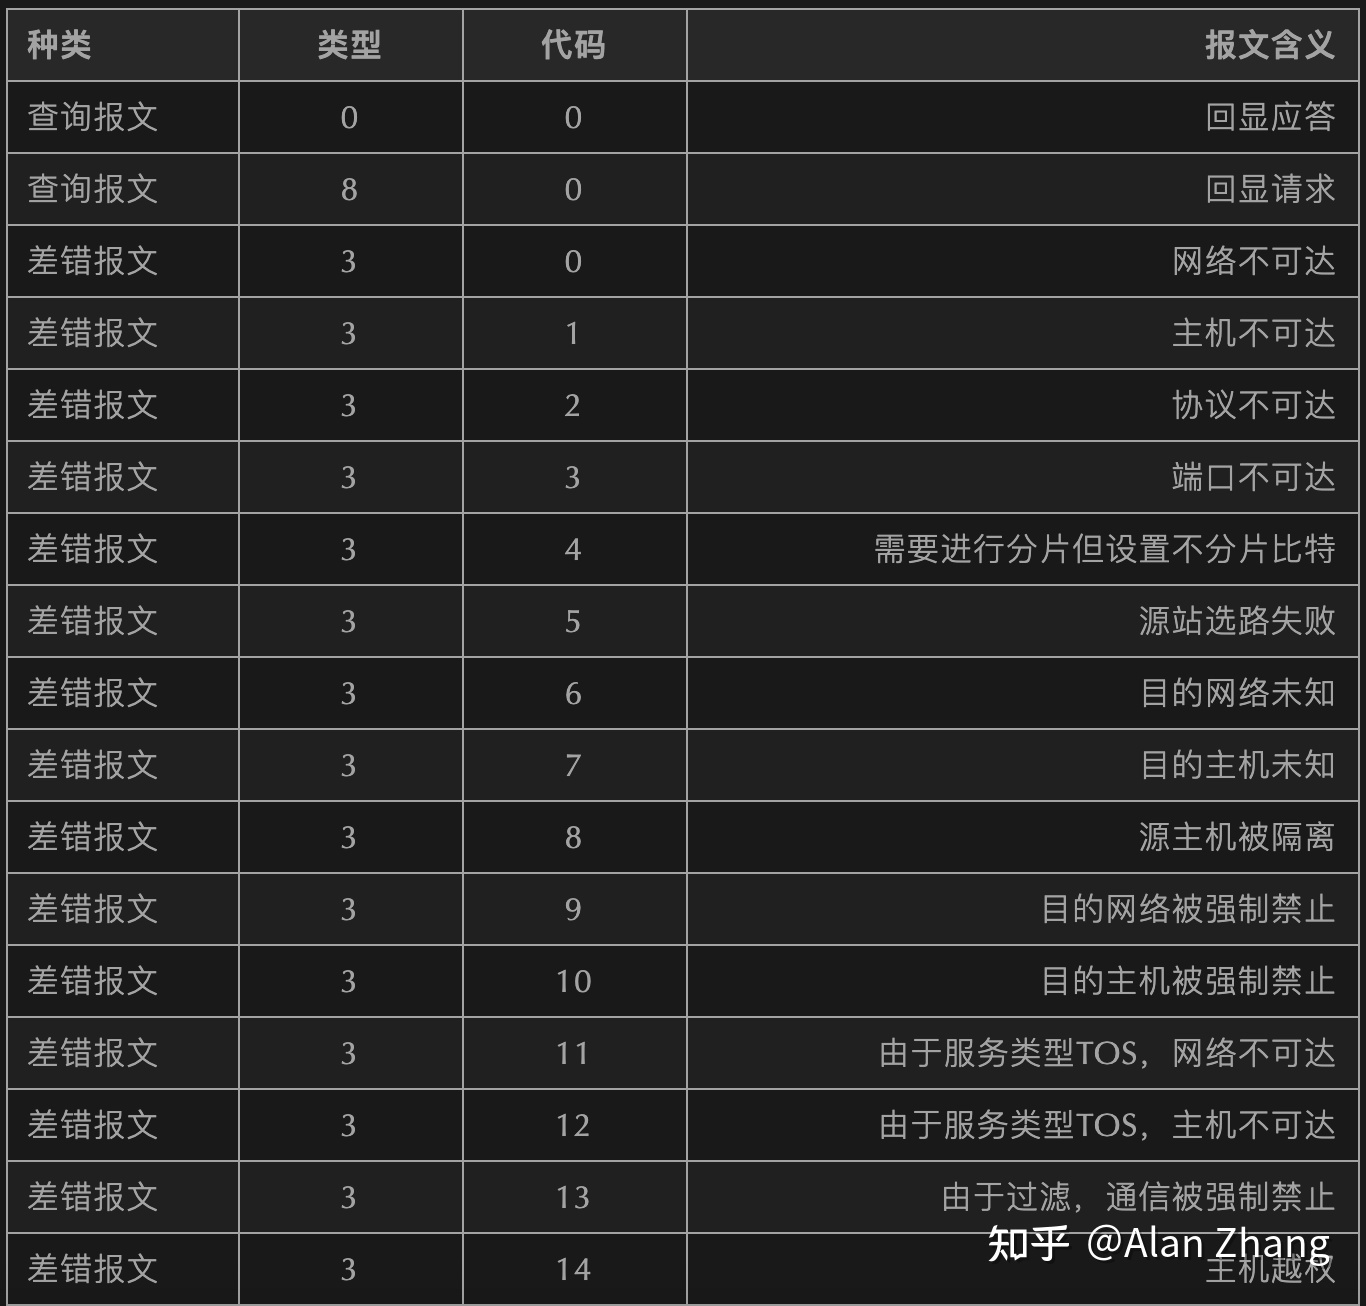 种类 类型 代码 报文含义
查询报文 0 0 回显应答
查询报文 8 0 回显请求
差错报文 3 0 网络不可达
差错报文 3 1 主机不可达
差错报文 3 2 协议不可达
差错报文 3 3 端口不可达
差错报文 3 4 需要进行分片但设置不分片比特
差错报文 3 5 源站选路失败
差错报文 3 6 目的网络未知
差错报文 3 7 目的主机未知
差错报文 3 8 源主机被隔离
差错报文 3 9 目的网络被强制禁止
差错报文 3 10 目的主机被强制禁止
差错报文 3 11 由于服务类型TOS，网络不可达
差错报文 3 12 由于服务类型TOS，主机不可达
差错报文 3 13 由于过滤，通信被强制禁止
差错报文 3 14 主机越权
知乎 @Alan Zhang